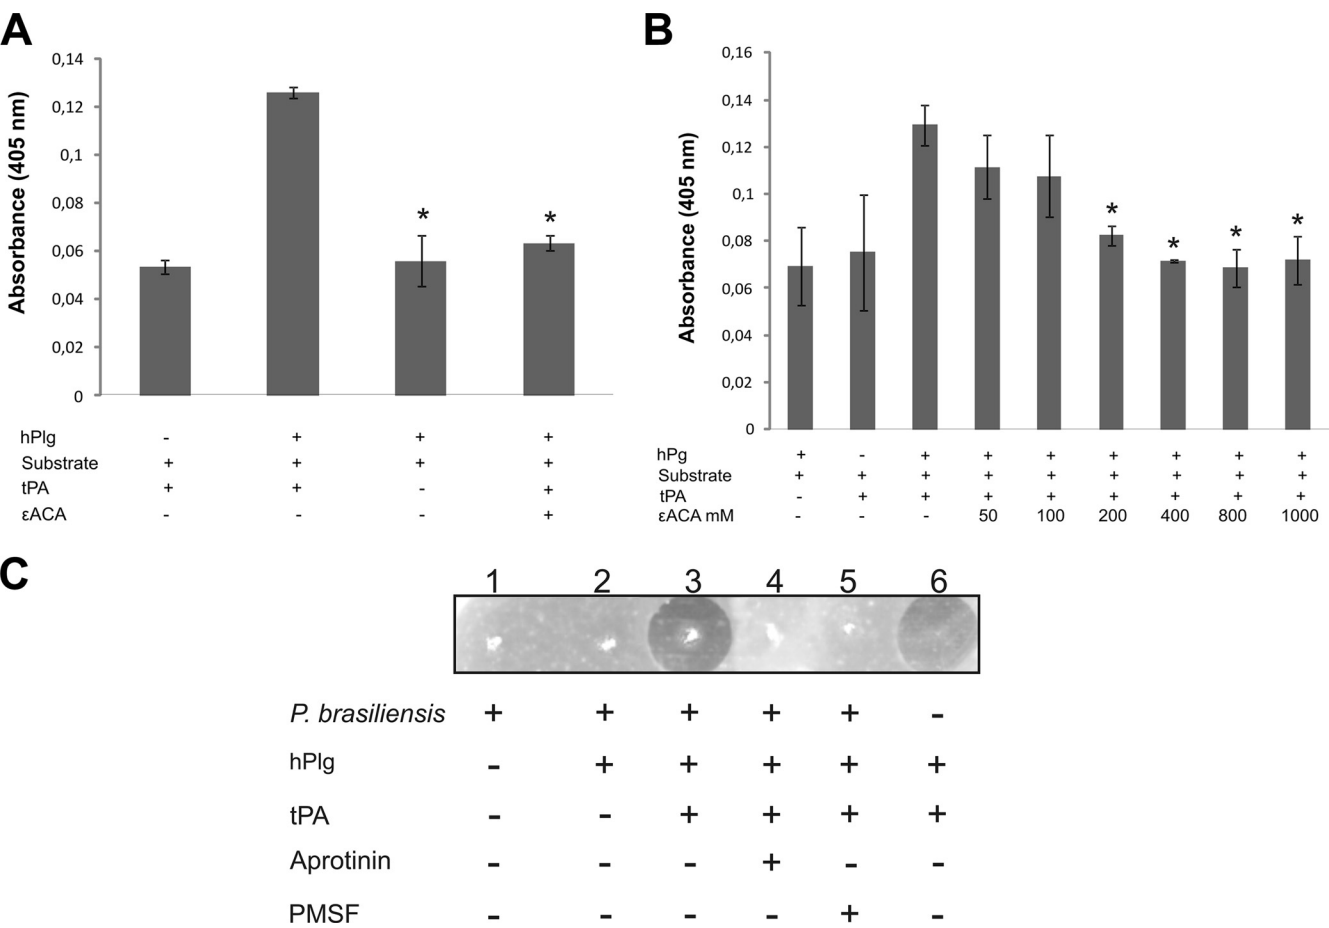 A
Absorbance (405 nm)
0,14
0,12
0,1
0,08
0,06
0,04
0,02
0
* *
hPlg - + + +
Substrate + + + +
tPA + + - +
εACA - - - +
B
Absorbance (405 nm)
0,16
0,14
0,12
0,1
0,08
0,06
0,04
0,02
0
* * * *
hPg + - + + + + + + +
Substrate + + + + + + + + +
tPA - + + + + + + + +
εACA mM - - - 50 100 200 400 800 1000
C
1 2 3 4 5 6
P. brasiliensis + + + + + -
hPlg - + + + + +
tPA - - + + + +
Aprotinin - - - + - -
PMSF - - - - + -